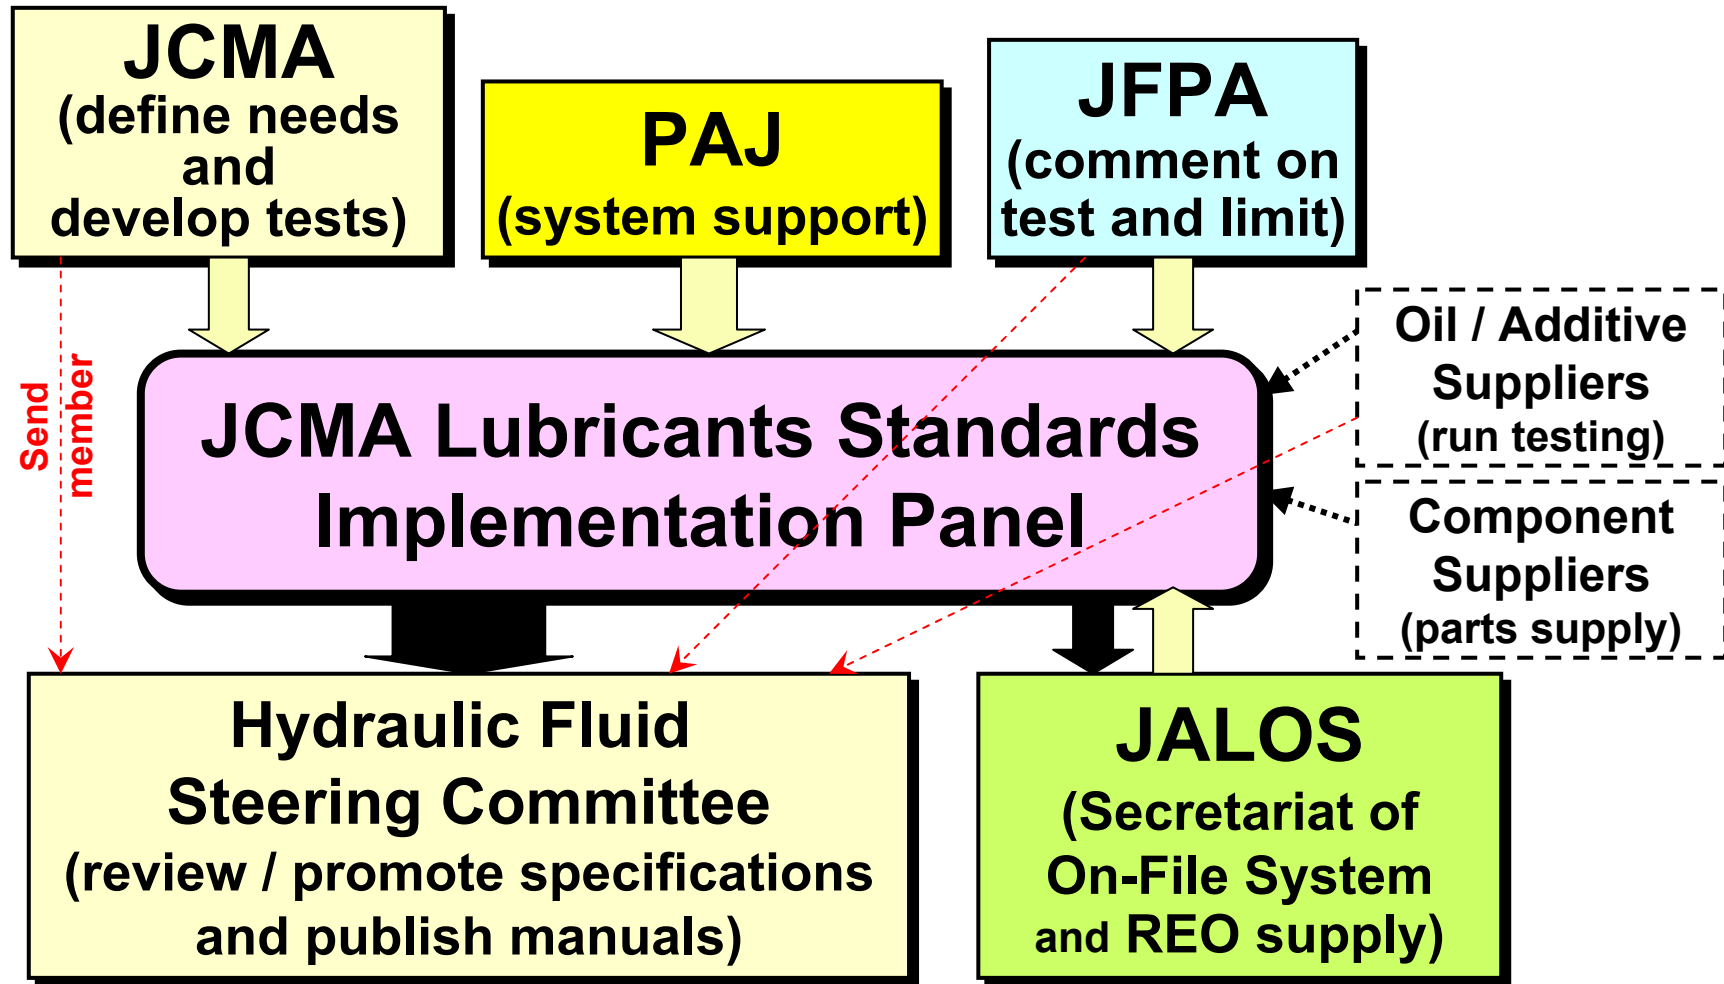 JCMA
(define needs
and
develop tests)
PAJ
(system support)
JFPA
(comment on
test and limit)
Send
member
JCMA Lubricants Standards
Implementation Panel
Oil / Additive
Suppliers
(run testing)
Component
Suppliers
(parts supply)
Hydraulic Fluid
Steering Committee
(review / promote specifications
and publish manuals)
JALOS
(Secretariat of
On-File System
and REO supply)